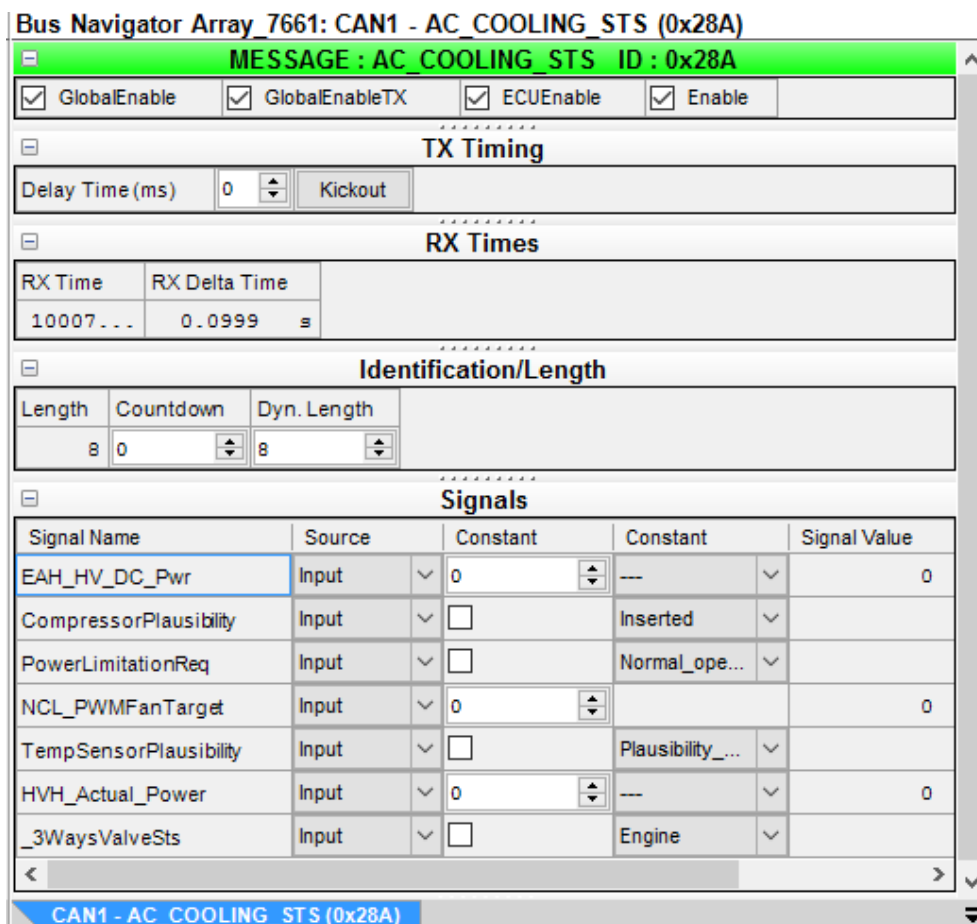 Bus Navigator Array_7661: CAN1 - AC_COOLING_STS (0x28A)
MESSAGE : AC_COOLING_STS ID : 0x28A
GlobalEnable GlobalEnableTX ECUEnable Enable
TX Timing
Delay Time (ms) 0 Kickout
RX Times
RX Time RX Delta Time
10007... 0.0999 s
Identification/Length
Length Countdown Dyn. Length
8 0 8
Signals
Signal Name Source Constant Constant Signal Value
EAH_HV_DC_Pwr Input 0 --- 0
CompressorPlausibility Input Inserted
PowerLimitationReq Input Normal_ope...
NCL_PWMFanTarget Input 0 0
TempSensorPlausibility Input Plausibility_...
HVH_Actual_Power Input 0 --- 0
_3WaysValveSts Input Engine
CAN1 - AC_COOLING_STS (0x28A)